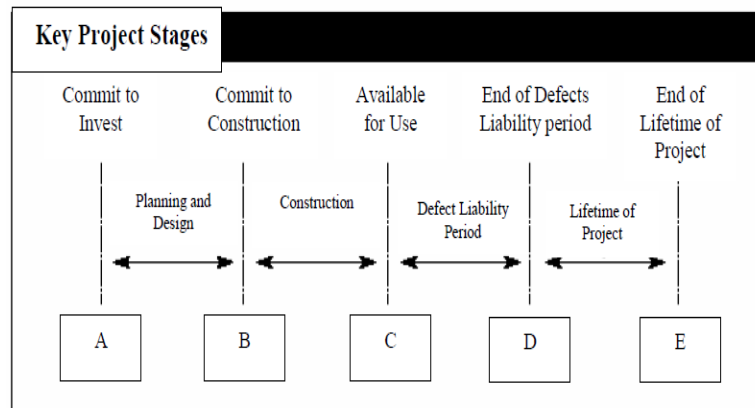 Key Project Stages
Commit to
Invest
Commit to
Construction
Available
for Use
End of Defects
Liability period
End of
Lifetime of
Project
Planning and
Design
Construction
Defect Liability
Period
Lifetime of
Project
A
B
C
D
E